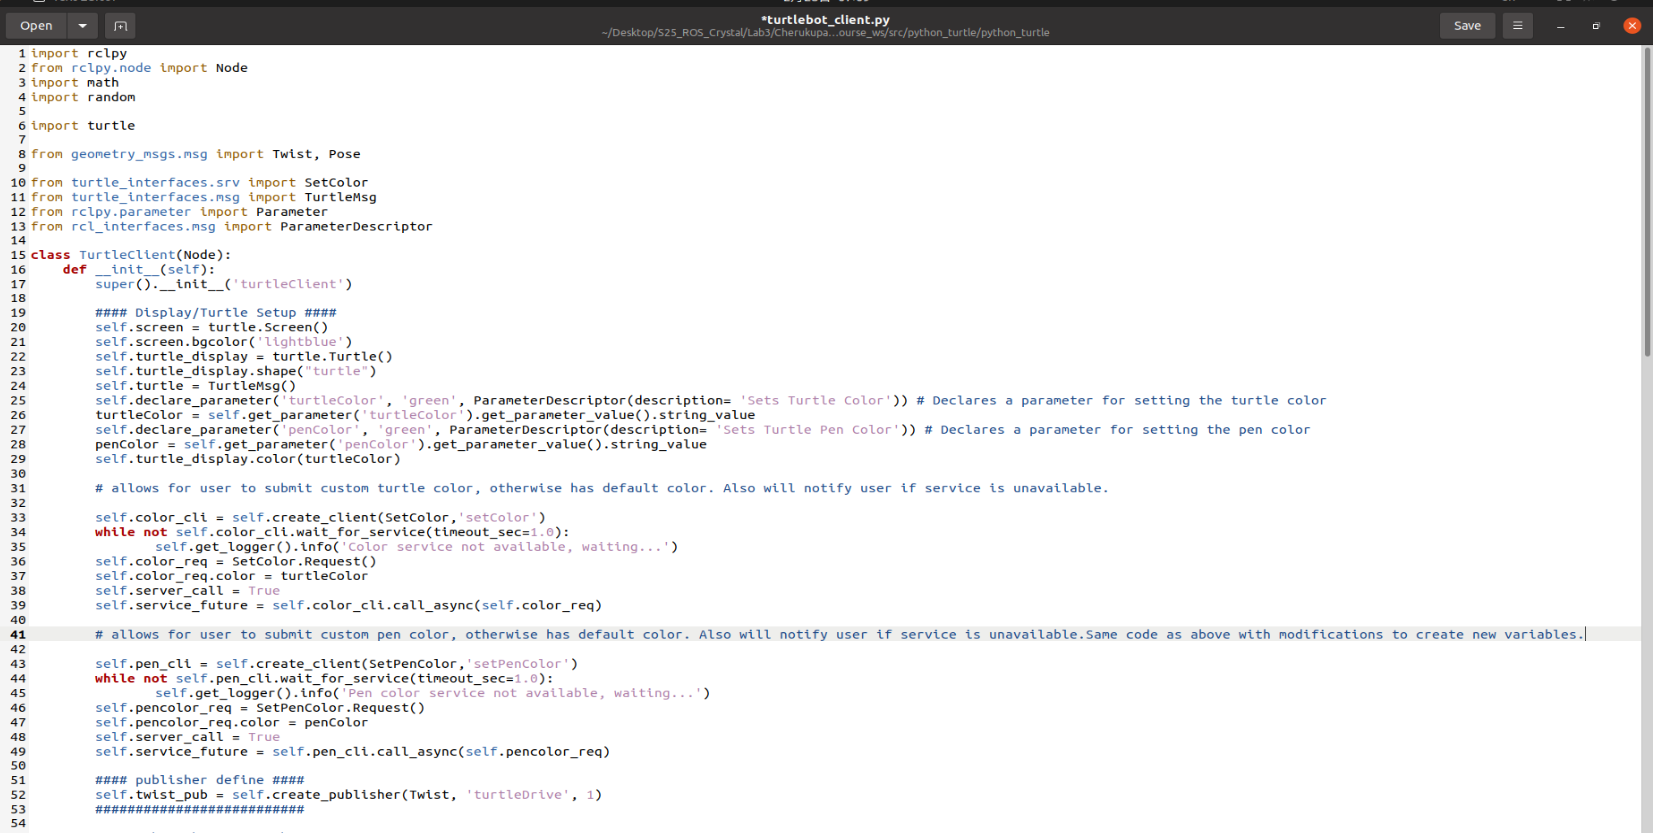 Open
*turtlebot_client.py
~/Desktop/S25_ROS_Crystal/Lab3/Cherukupa...ourse_ws/src/python_turtle/python_turtle
Save
1 import rclpy
2 from rclpy.node import Node
3 import math
4 import random
5
6 import turtle
7
8 from geometry_msgs.msg import Twist, Pose
9
10 from turtle_interfaces.srv import SetColor
11 from turtle_interfaces.msg import TurtleMsg
12 from rclpy.parameter import Parameter
13 from rcl_interfaces.msg import ParameterDescriptor
14
15 class TurtleClient(Node):
16     def __init__(self):
17         super().__init__('turtleClient')
18
19         #### Display/Turtle Setup ####
20         self.screen = turtle.Screen()
21         self.screen.bgcolor('lightblue')
22         self.turtle_display = turtle.Turtle()
23         self.turtle_display.shape("turtle")
24         self.turtle = TurtleMsg()
25         self.declare_parameter('turtleColor', 'green', ParameterDescriptor(description= 'Sets Turtle Color')) # Declares a parameter for setting the turtle color
26         turtleColor = self.get_parameter('turtleColor').get_parameter_value().string_value
27         self.declare_parameter('penColor', 'green', ParameterDescriptor(description= 'Sets Turtle Pen Color')) # Declares a parameter for setting the pen color
28         penColor = self.get_parameter('penColor').get_parameter_value().string_value
29         self.turtle_display.color(turtleColor)
30
31         # allows for user to submit custom turtle color, otherwise has default color. Also will notify user if service is unavailable.
32
33         self.color_cli = self.create_client(SetColor,'setColor')
34         while not self.color_cli.wait_for_service(timeout_sec=1.0):
35                 self.get_logger().info('Color service not available, waiting...')
36         self.color_req = SetColor.Request()
37         self.color_req.color = turtleColor
38         self.server_call = True
39         self.service_future = self.color_cli.call_async(self.color_req)
40
41         # allows for user to submit custom pen color, otherwise has default color. Also will notify user if service is unavailable.Same code as above with modifications to create new variables.
42
43         self.pen_cli = self.create_client(SetPenColor,'setPenColor')
44         while not self.pen_cli.wait_for_service(timeout_sec=1.0):
45                 self.get_logger().info('Pen color service not available, waiting...')
46         self.pencolor_req = SetPenColor.Request()
47         self.pencolor_req.color = penColor
48         self.server_call = True
49         self.service_future = self.pen_cli.call_async(self.pencolor_req)
50
51         #### publisher define ####
52         self.twist_pub = self.create_publisher(Twist, 'turtleDrive', 1)
53         ##########################
54